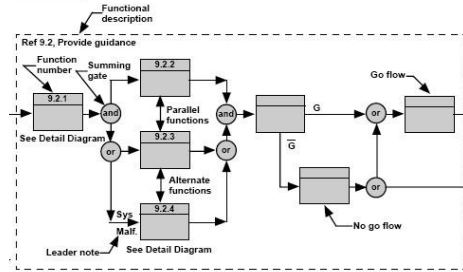 Functional
description
Ref 9.2, Provide guidance
Function
number
Summing
gate
9.2.2
Go flow
9.2.1
and
Parallel
functions
and
G
or
See Detail Diagram
or
9.2.3
or
G
Alternate
functions
or
Sys
Malf.
9.2.4
Leader note
See Detail Diagram
No go flow